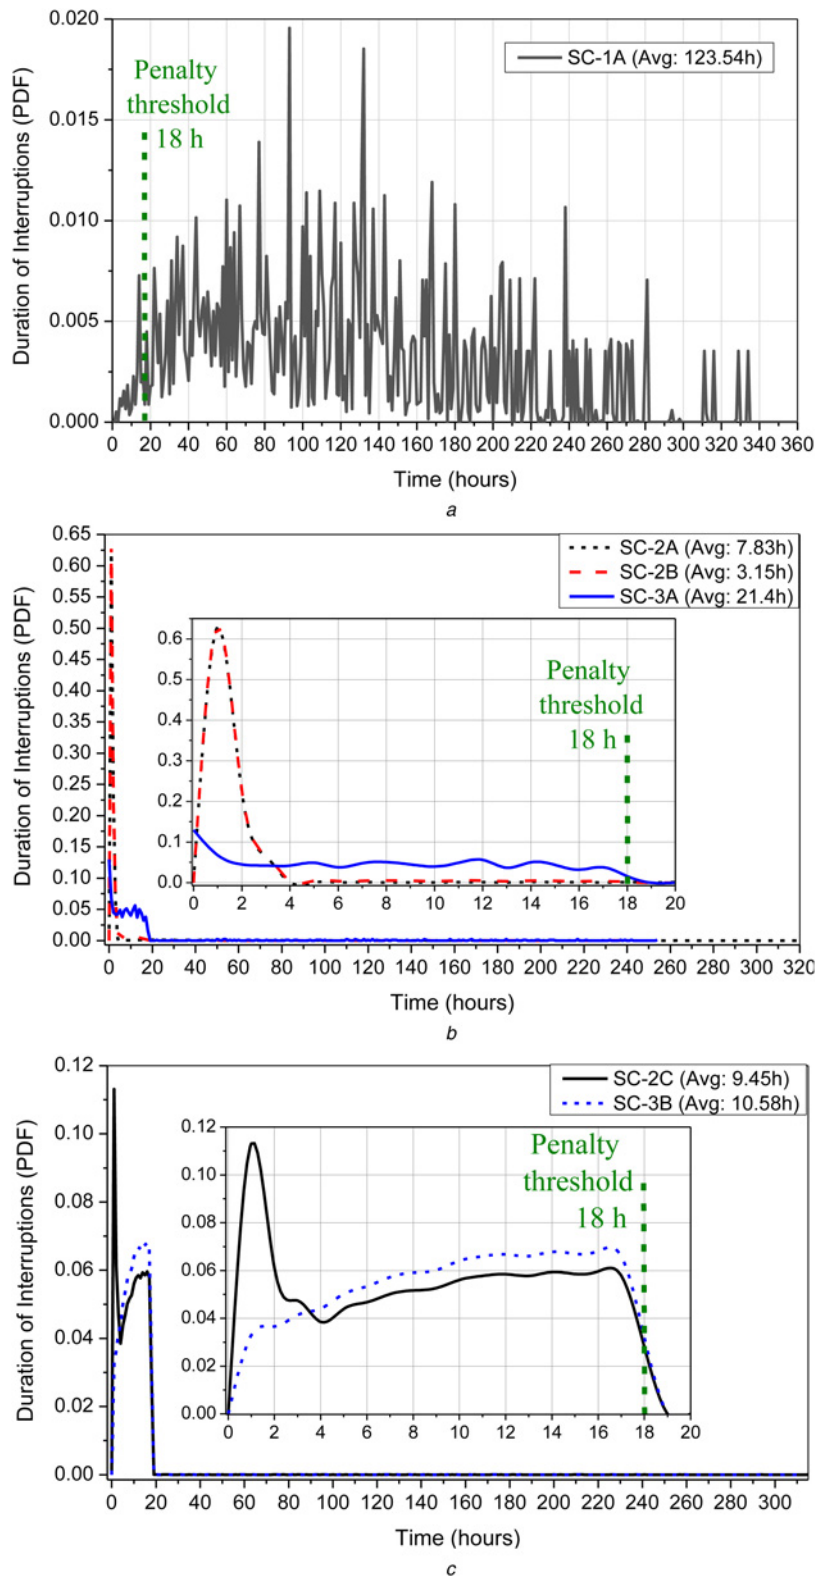 0.020
SC-1A (Avg: 123.54h)
Penalty
threshold
18 h
0.015
0.010
0.005
0.000
Duration of Interruptions (PDF)
0 20 40 60 80 100 120 140 160 180 200 220 240 260 280 300 320 340 360
Time (hours)
a
0.65
0.60
0.55
0.50
0.45
0.40
0.35
0.30
0.25
0.20
0.15
0.10
0.05
0.00
Duration of Interruptions (PDF)
SC-2A (Avg: 7.83h)
SC-2B (Avg: 3.15h)
SC-3A (Avg: 21.4h)
0.6
0.5
0.4
0.3
0.2
0.1
0.0
Penalty
threshold
18 h
0 2 4 6 8 10 12 14 16 18 20
0 20 40 60 80 100 120 140 160 180 200 220 240 260 280 300 320
Time (hours)
b
0.12
0.10
0.08
0.06
0.04
0.02
0.00
Duration of Interruptions (PDF)
SC-2C (Avg: 9.45h)
SC-3B (Avg: 10.58h)
0.12
0.10
0.08
0.06
0.04
0.02
0.00
Penalty
threshold
18 h
0 2 4 6 8 10 12 14 16 18 20
0 20 40 60 80 100 120 140 160 180 200 220 240 260 280 300
Time (hours)
c